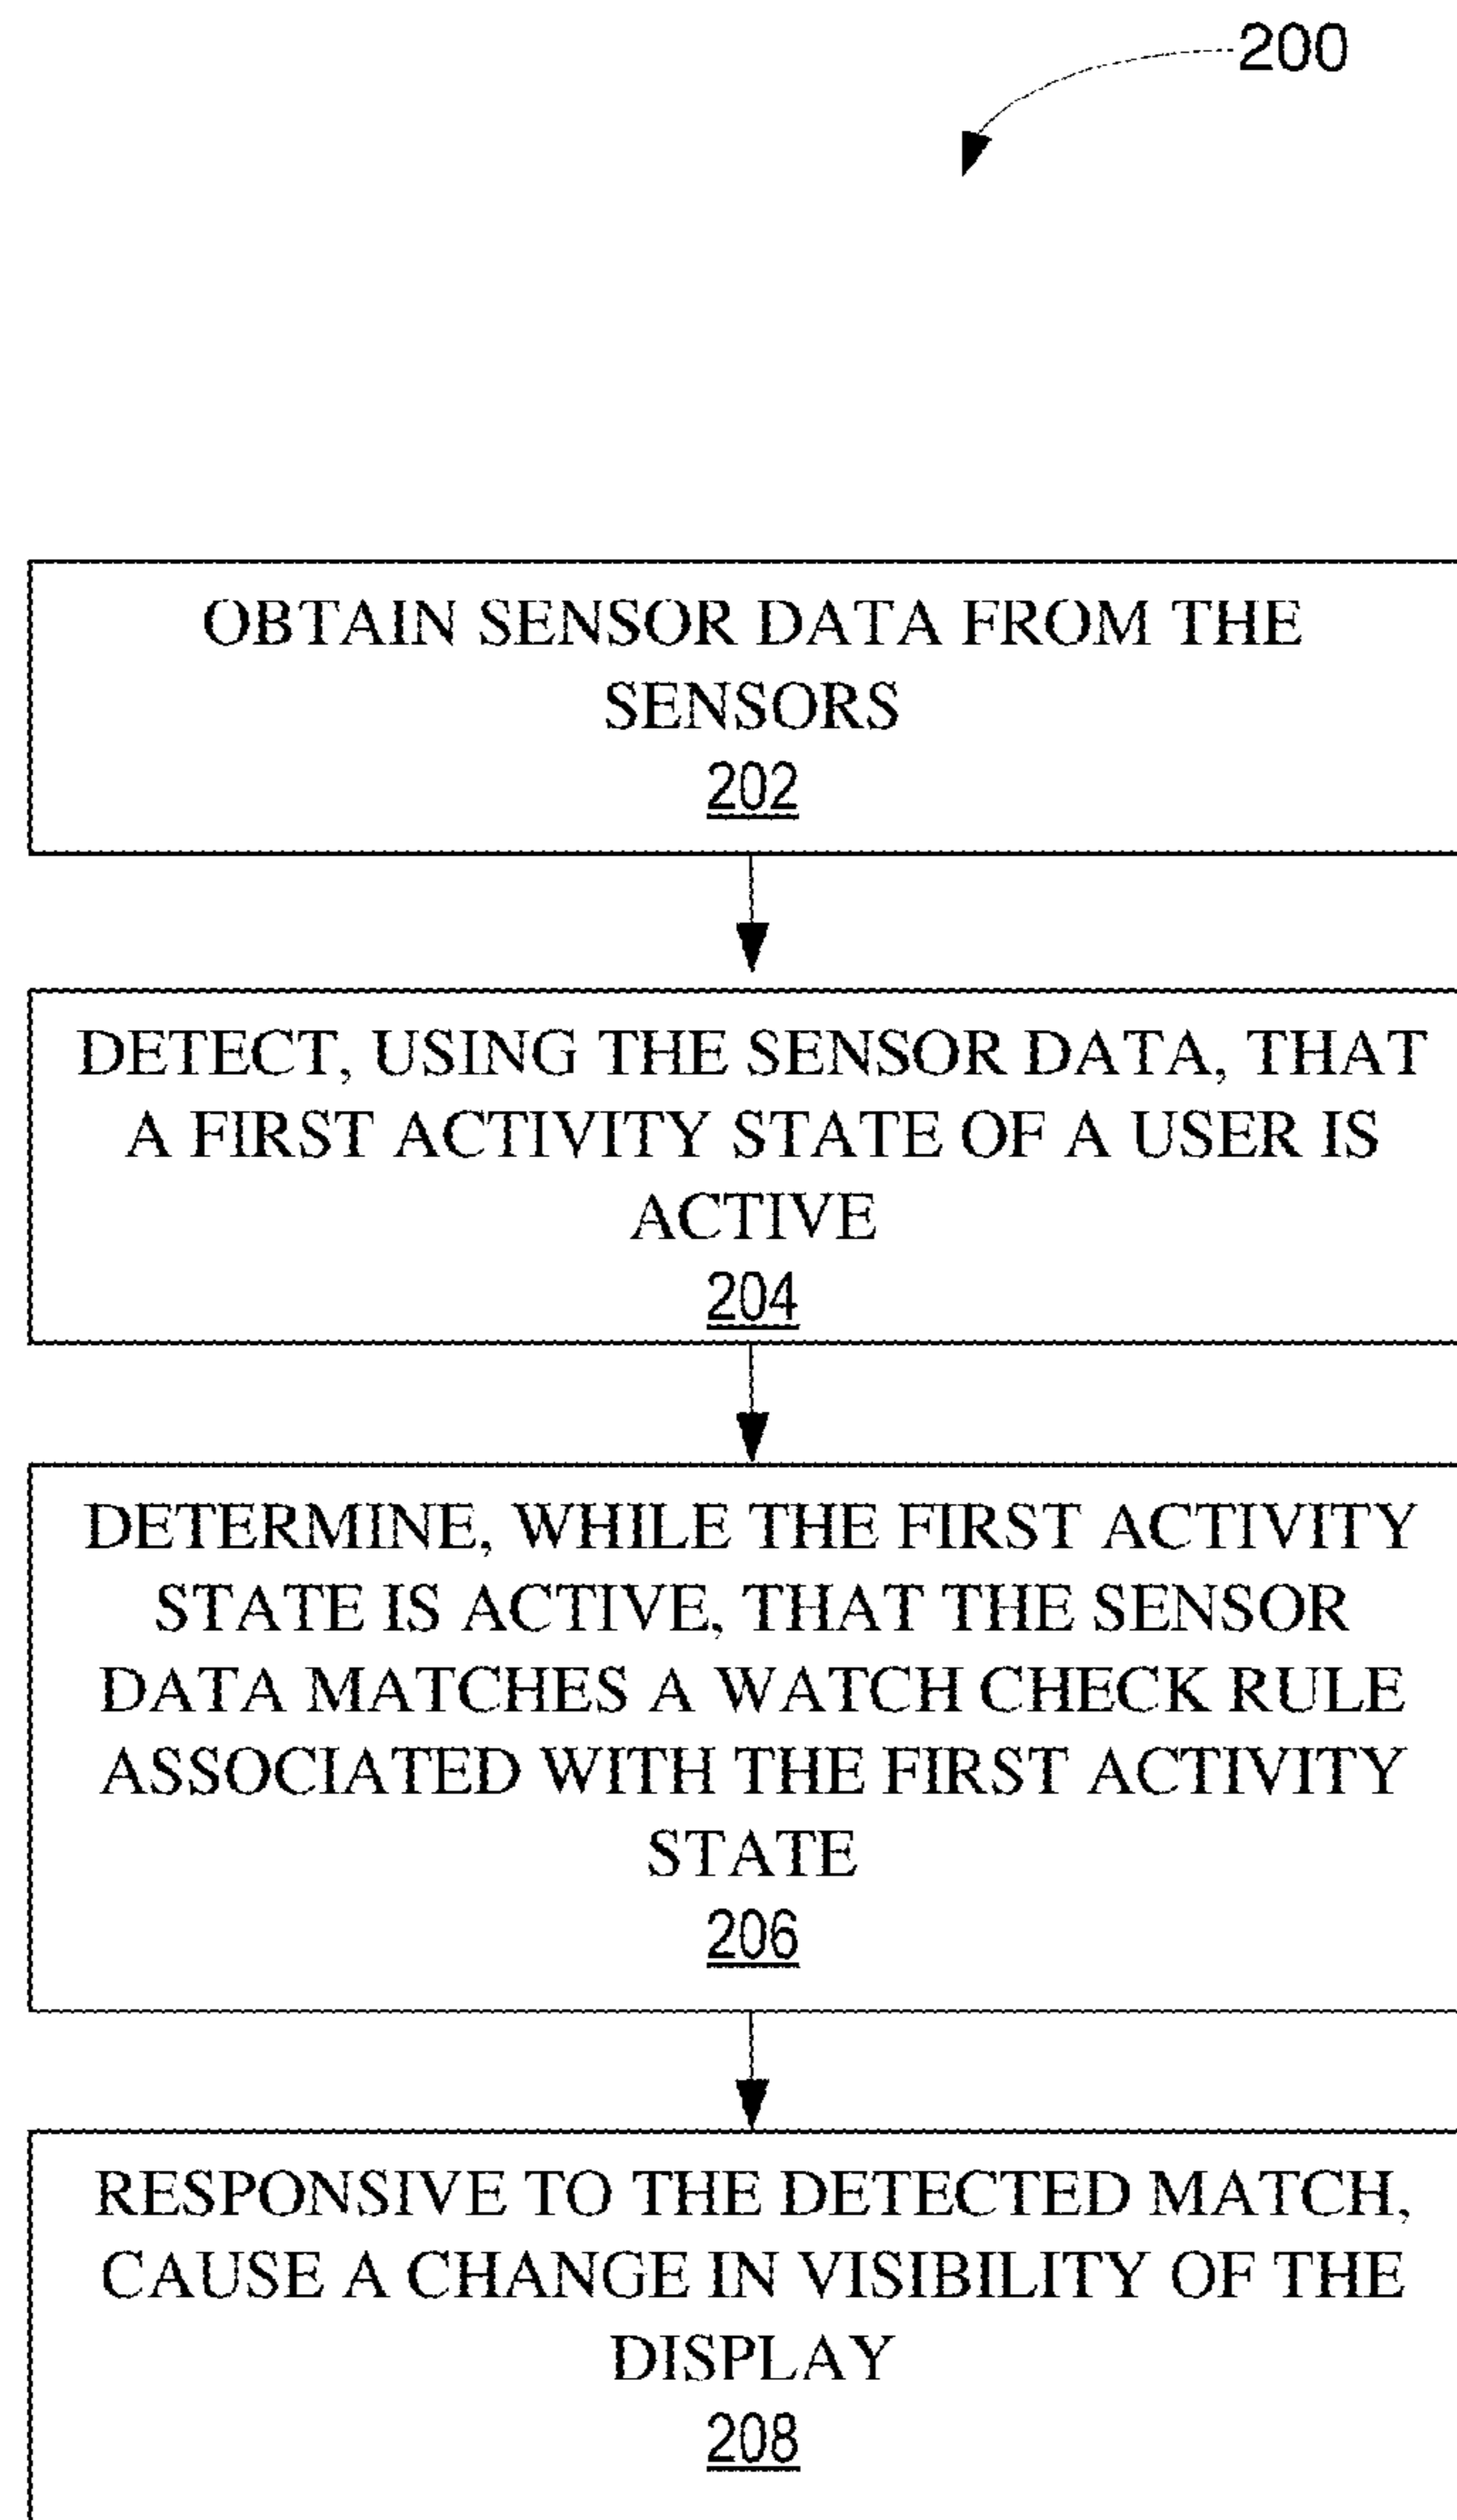 200
OBTAIN SENSOR DATA FROM THE
SENSORS
202
DETECT, USING THE SENSOR DATA, THAT
A FIRST ACTIVITY STATE OF A USER IS
ACTIVE
204
DETERMINE, WHILE THE FIRST ACTIVITY
STATE IS ACTIVE, THAT THE SENSOR
DATA MATCHES A WATCH CHECK RULE
ASSOCIATED WITH THE FIRST ACTIVITY
STATE
206
RESPONSIVE TO THE DETECTED MATCH,
CAUSE A CHANGE IN VISIBILITY OF THE
DISPLAY
208